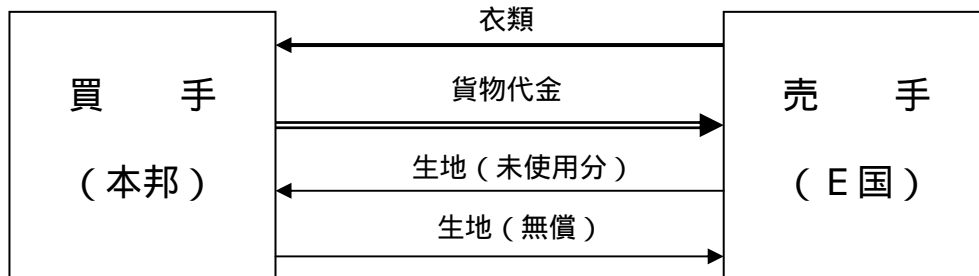 衣類
買　手
貨物代金
売　手
（本邦）
生地（未使用分）
（Ｅ国）
生地（無償）